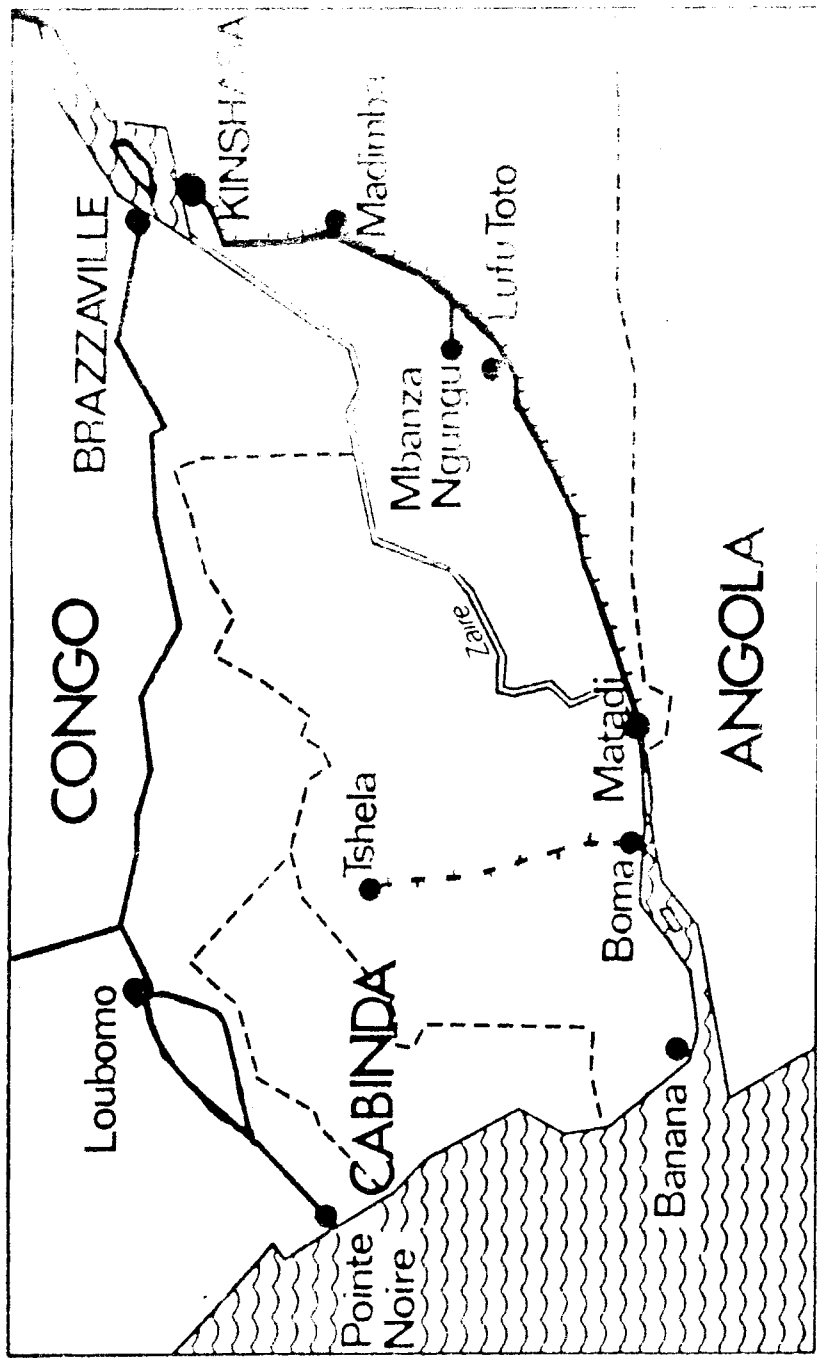 CONGO
BRAZZAVILLE
KINSHASA
Loubomo
Madimba
Pointe
Noire
CABINDA
Tshela
Mbanza
Ngungu
Lufu Toto
Zaire
Banana
Boma
Matadi
ANGOLA